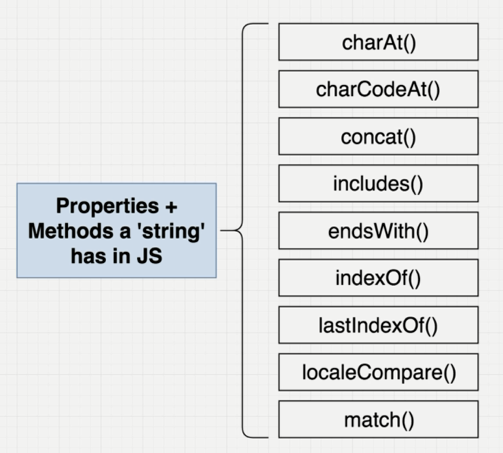 Properties +
Methods a 'string'
has in JS
charAt()
charCodeAt()
concat()
includes()
endsWith()
indexOf()
lastIndexOf()
localeCompare()
match()